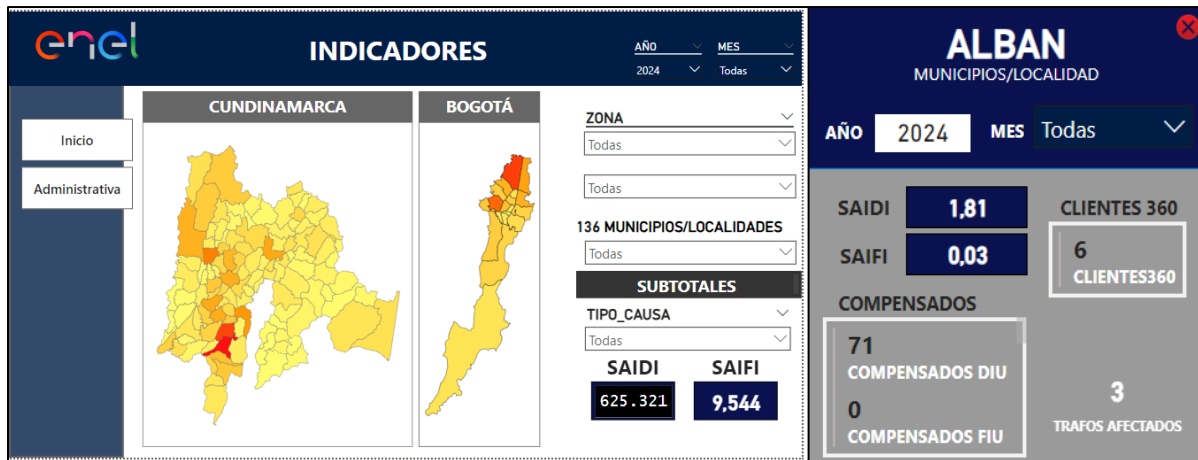 enel
INDICADORES
AÑO
MES
2024
Todas
Inicio
Administrativa
CUNDINAMARCA
BOGOTÁ
ZONA
Todas
Todas
136 MUNICIPIOS/LOCALIDADES
Todas
SUBTOTALES
TIPO_CAUSA
Todas
SAIDI
SAIFI
625.321
9,544
ALBAN
MUNICIPIOS/LOCALIDAD
AÑO
2024
MES
Todas
SAIDI
1,81
SAIFI
0,03
CLIENTES 360
6
CLIENTES360
COMPENSADOS
71
COMPENSADOS DIU
0
COMPENSADOS FIU
3
TRAFOS AFECTADOS